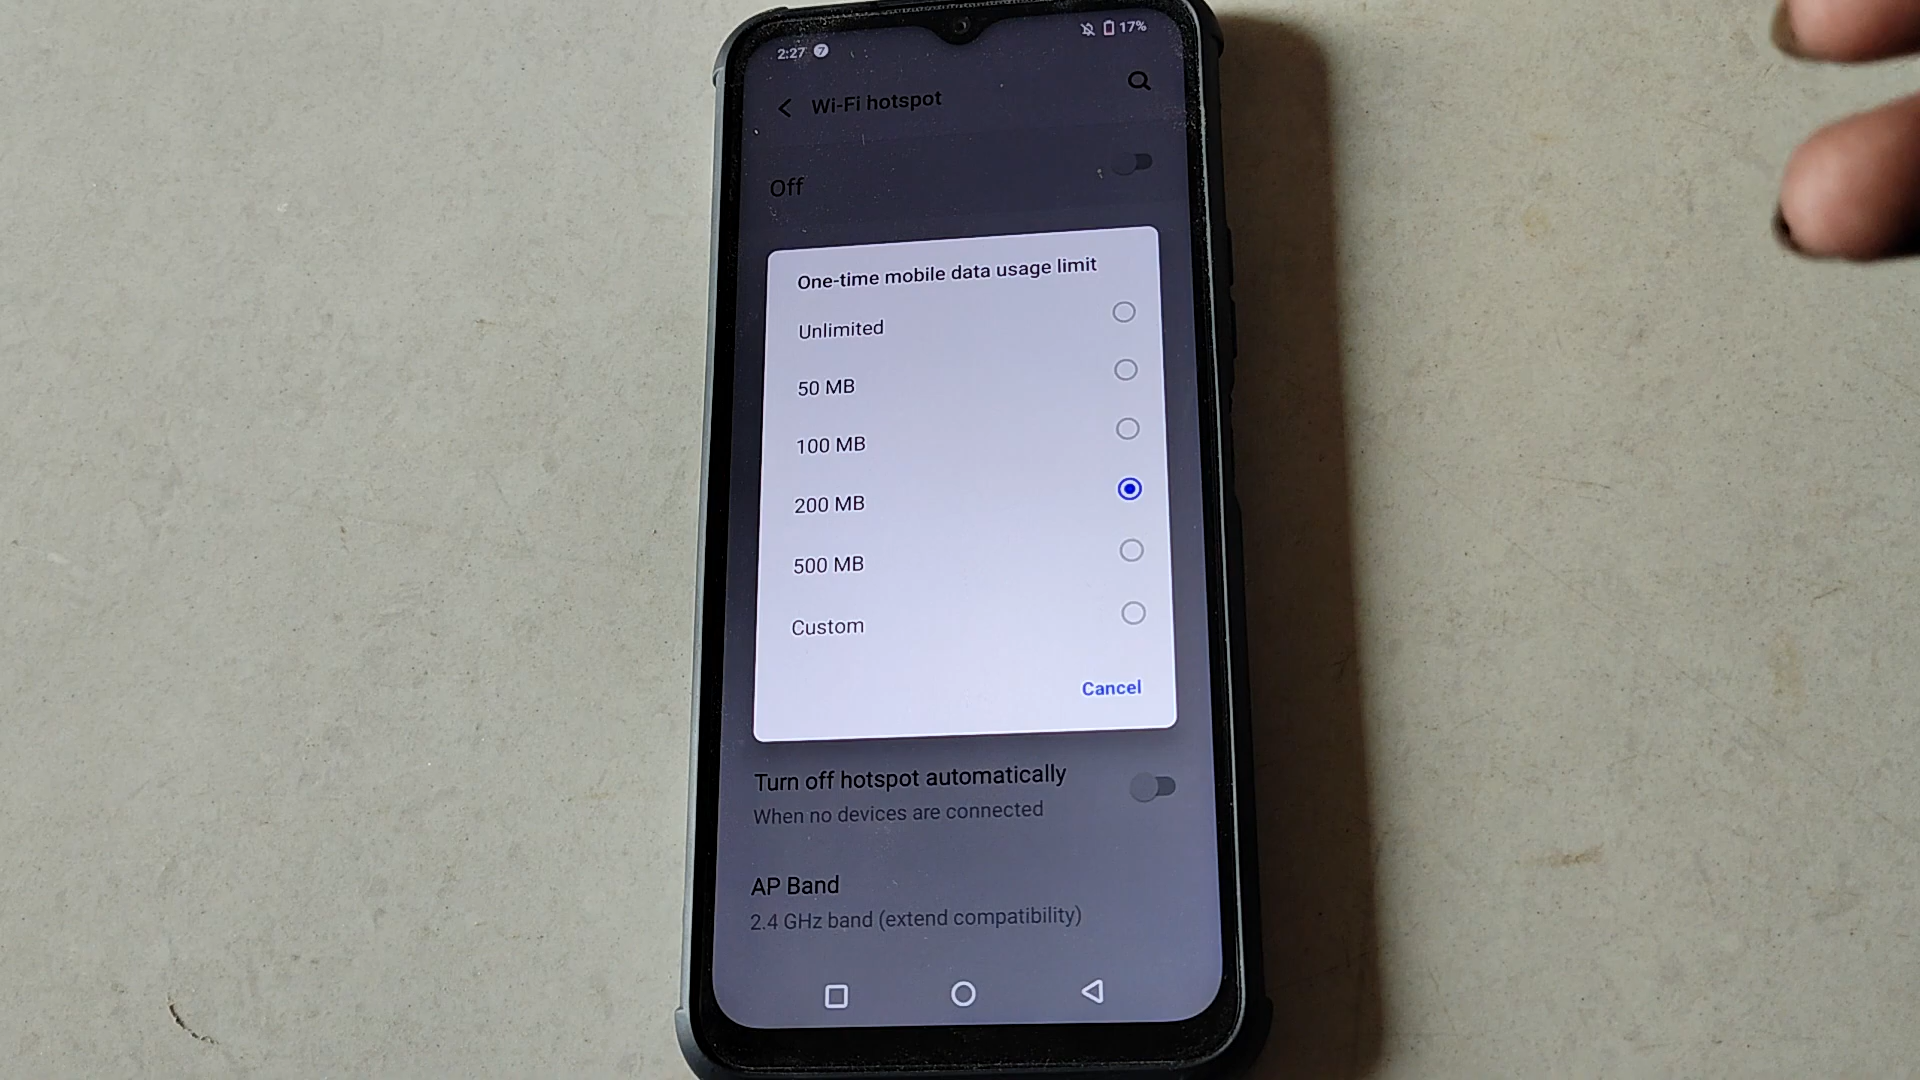 2:27 7 17%
Wi-Fi hotspot
Off
One-time mobile data usage limit
Unlimited
50 MB
100 MB
200 MB
500 MB
Custom
Cancel
Turn off hotspot automatically
When no devices are connected
AP Band
2.4 GHz band (extend compatibility)